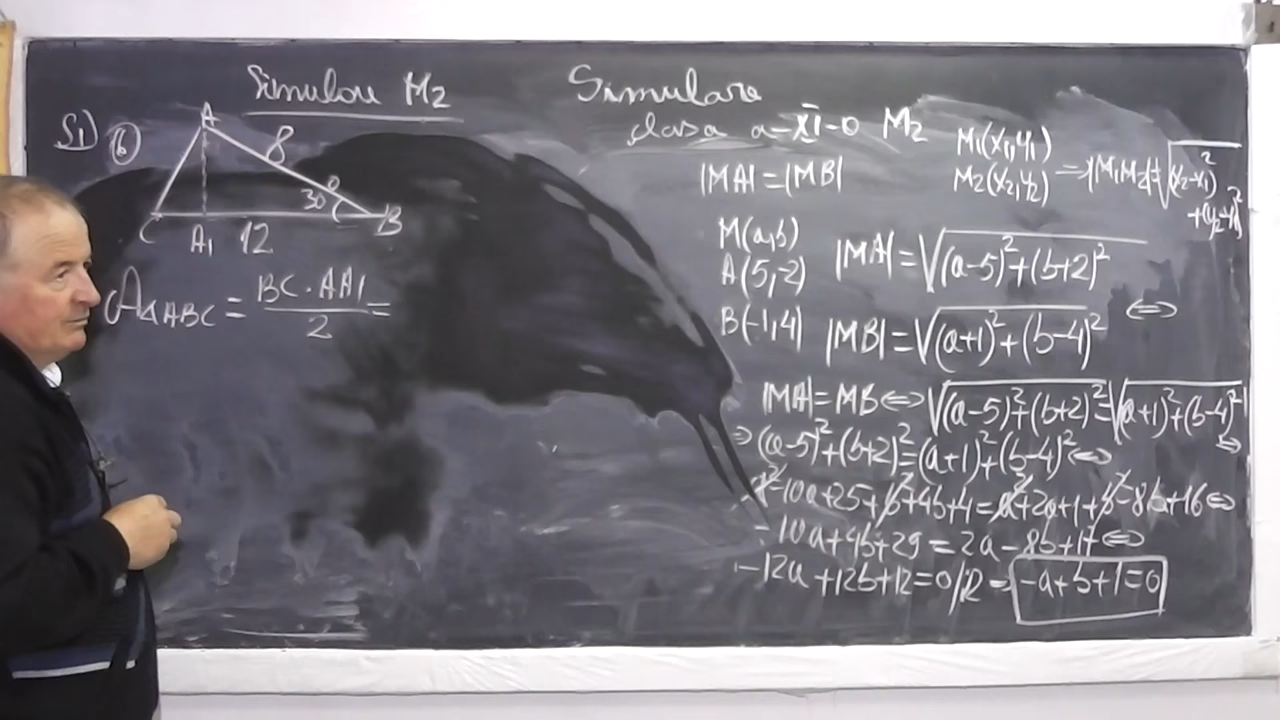 Simulare M2
S1) 6
A
8
30°
C
A1
12
B
A△ABC = BC·AA1 / 2 =
Simulare
clasa a-XI-a M2
|MA|=|MB|
M1(x1,y1)
M2(x2,y2) ⇒ |M1M2|=√(x2-x1)²
+(y2-y1)²
M(a,b)
A(5,-2)
B(-1,4)
|MA|=√(a-5)²+(b+2)²
|MB|=√(a+1)²+(b-4)² ⇔
|MA|=MB⇔√(a-5)²+(b+2)²=√(a+1)²+(b-4)² ⇔
⇒(a-5)²+(b+2)²=(a+1)²+(b-4)²⇔
a²-10a+25+b²+4b+4=a²+2a+1+b²-8b+16⇔
-10a+4b+29=2a-8b+17⇔
-12a+12b+12=0/12⇒ -a+b+1=0